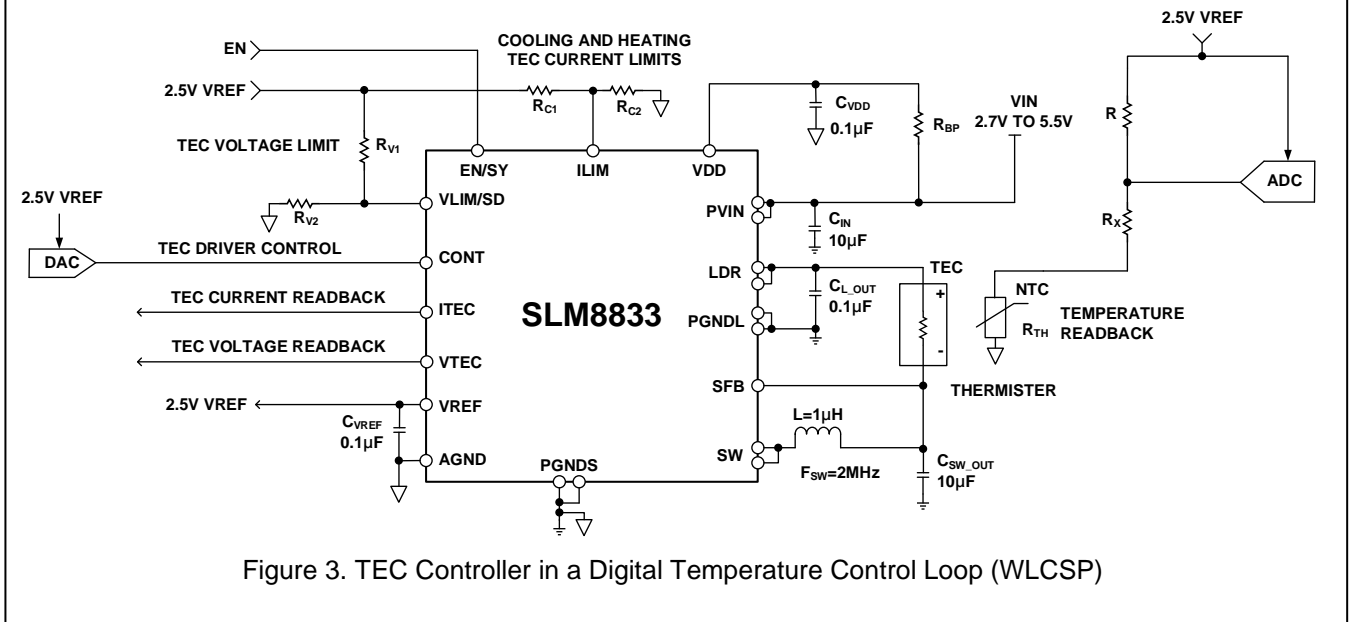 2.5V VREF
COOLING AND HEATING
TEC CURRENT LIMITS
EN
2.5V VREF
RC1
RC2
CVDD
0.1µF
RBP
VIN
2.7V TO 5.5V
R
TEC VOLTAGE LIMIT
RV1
EN/SY
ILIM
VDD
ADC
2.5V VREF
RV2
VLIM/SD
PVIN
CIN
10µF
RX
DAC
TEC DRIVER CONTROL
CONT
LDR
CL_OUT
0.1µF
TEC
+
-
NTC
RTH
TEMPERATURE
READBACK
TEC CURRENT READBACK
ITEC
SLM8833
PGNDL
TEC VOLTAGE READBACK
VTEC
SFB
THERMISTER
2.5V VREF
VREF
CVREF
0.1µF
L=1µH
AGND
PGNDS
SW
FSW=2MHz
CSW_OUT
10µF
Figure 3. TEC Controller in a Digital Temperature Control Loop (WLCSP)